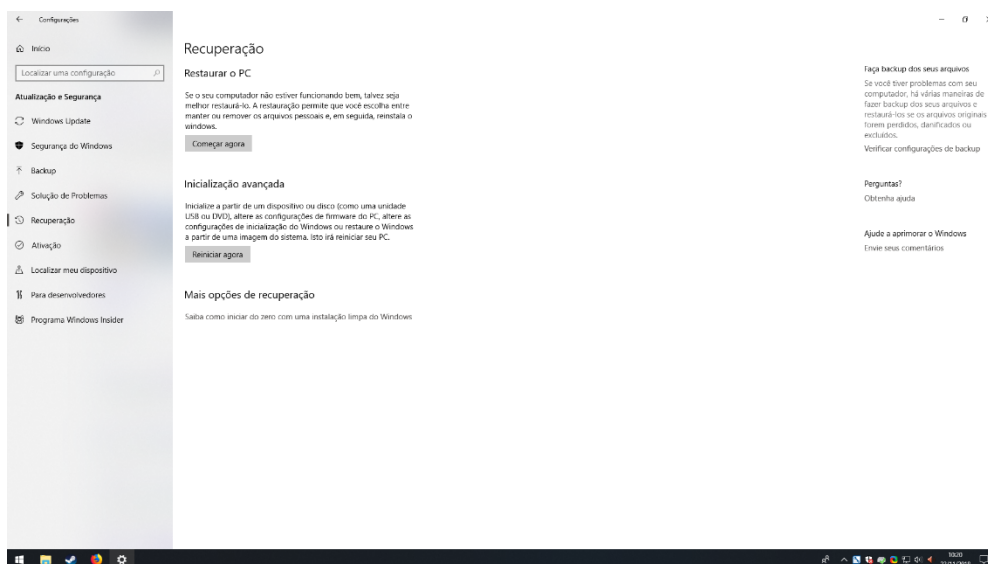 Configurações
Início
Localizar uma configuração
Atualização e Segurança
Windows Update
Segurança do Windows
Backup
Solução de Problemas
Recuperação
Ativação
Localizar meu dispositivo
Para desenvolvedores
Programa Windows Insider
Recuperação
Restaurar o PC
Se o seu computador não estiver funcionando bem, talvez seja
melhor restaurá-lo. A restauração permite que você escolha entre
manter ou remover os arquivos pessoais e, em seguida, reinstala o
windows.
Começar agora
Inicialização avançada
Inicialize a partir de um dispositivo ou disco (como uma unidade
USB ou DVD), altere as configurações de firmware do PC, altere as
configurações de inicialização do Windows ou restaure o Windows
a partir de uma imagem do sistema. Isto irá reiniciar seu PC.
Reiniciar agora
Mais opções de recuperação
Saiba como iniciar do zero com uma instalação limpa do Windows
Faça backup dos seus arquivos
Se você tiver problemas com seu
computador, há várias maneiras de
fazer backup dos seus arquivos e
restaurá-los se os arquivos originais
forem perdidos, danificados ou
excluídos.
Verificar configurações de backup
Perguntas?
Obtenha ajuda
Ajude a aprimorar o Windows
Envie seus comentários
10:20